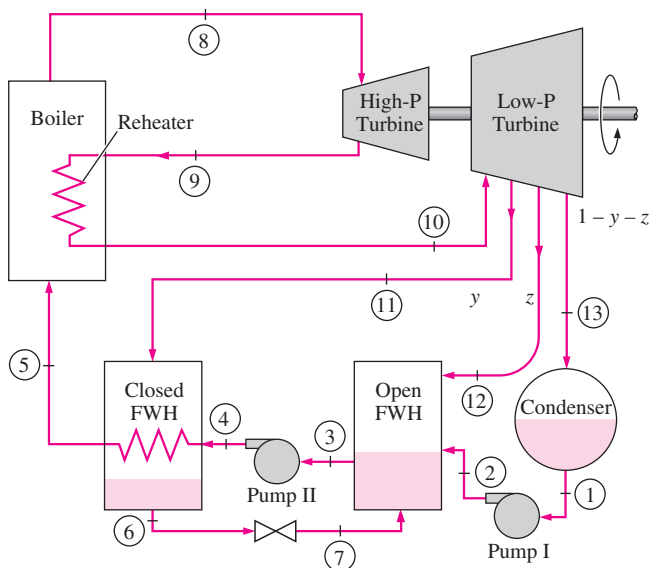 8
Boiler
Reheater
High-P
Turbine
Low-P
Turbine
9
10
1 – y – z
11
y
z
13
5
Closed
FWH
4
3
Open
FWH
12
Condenser
2
1
Pump II
6
7
Pump I